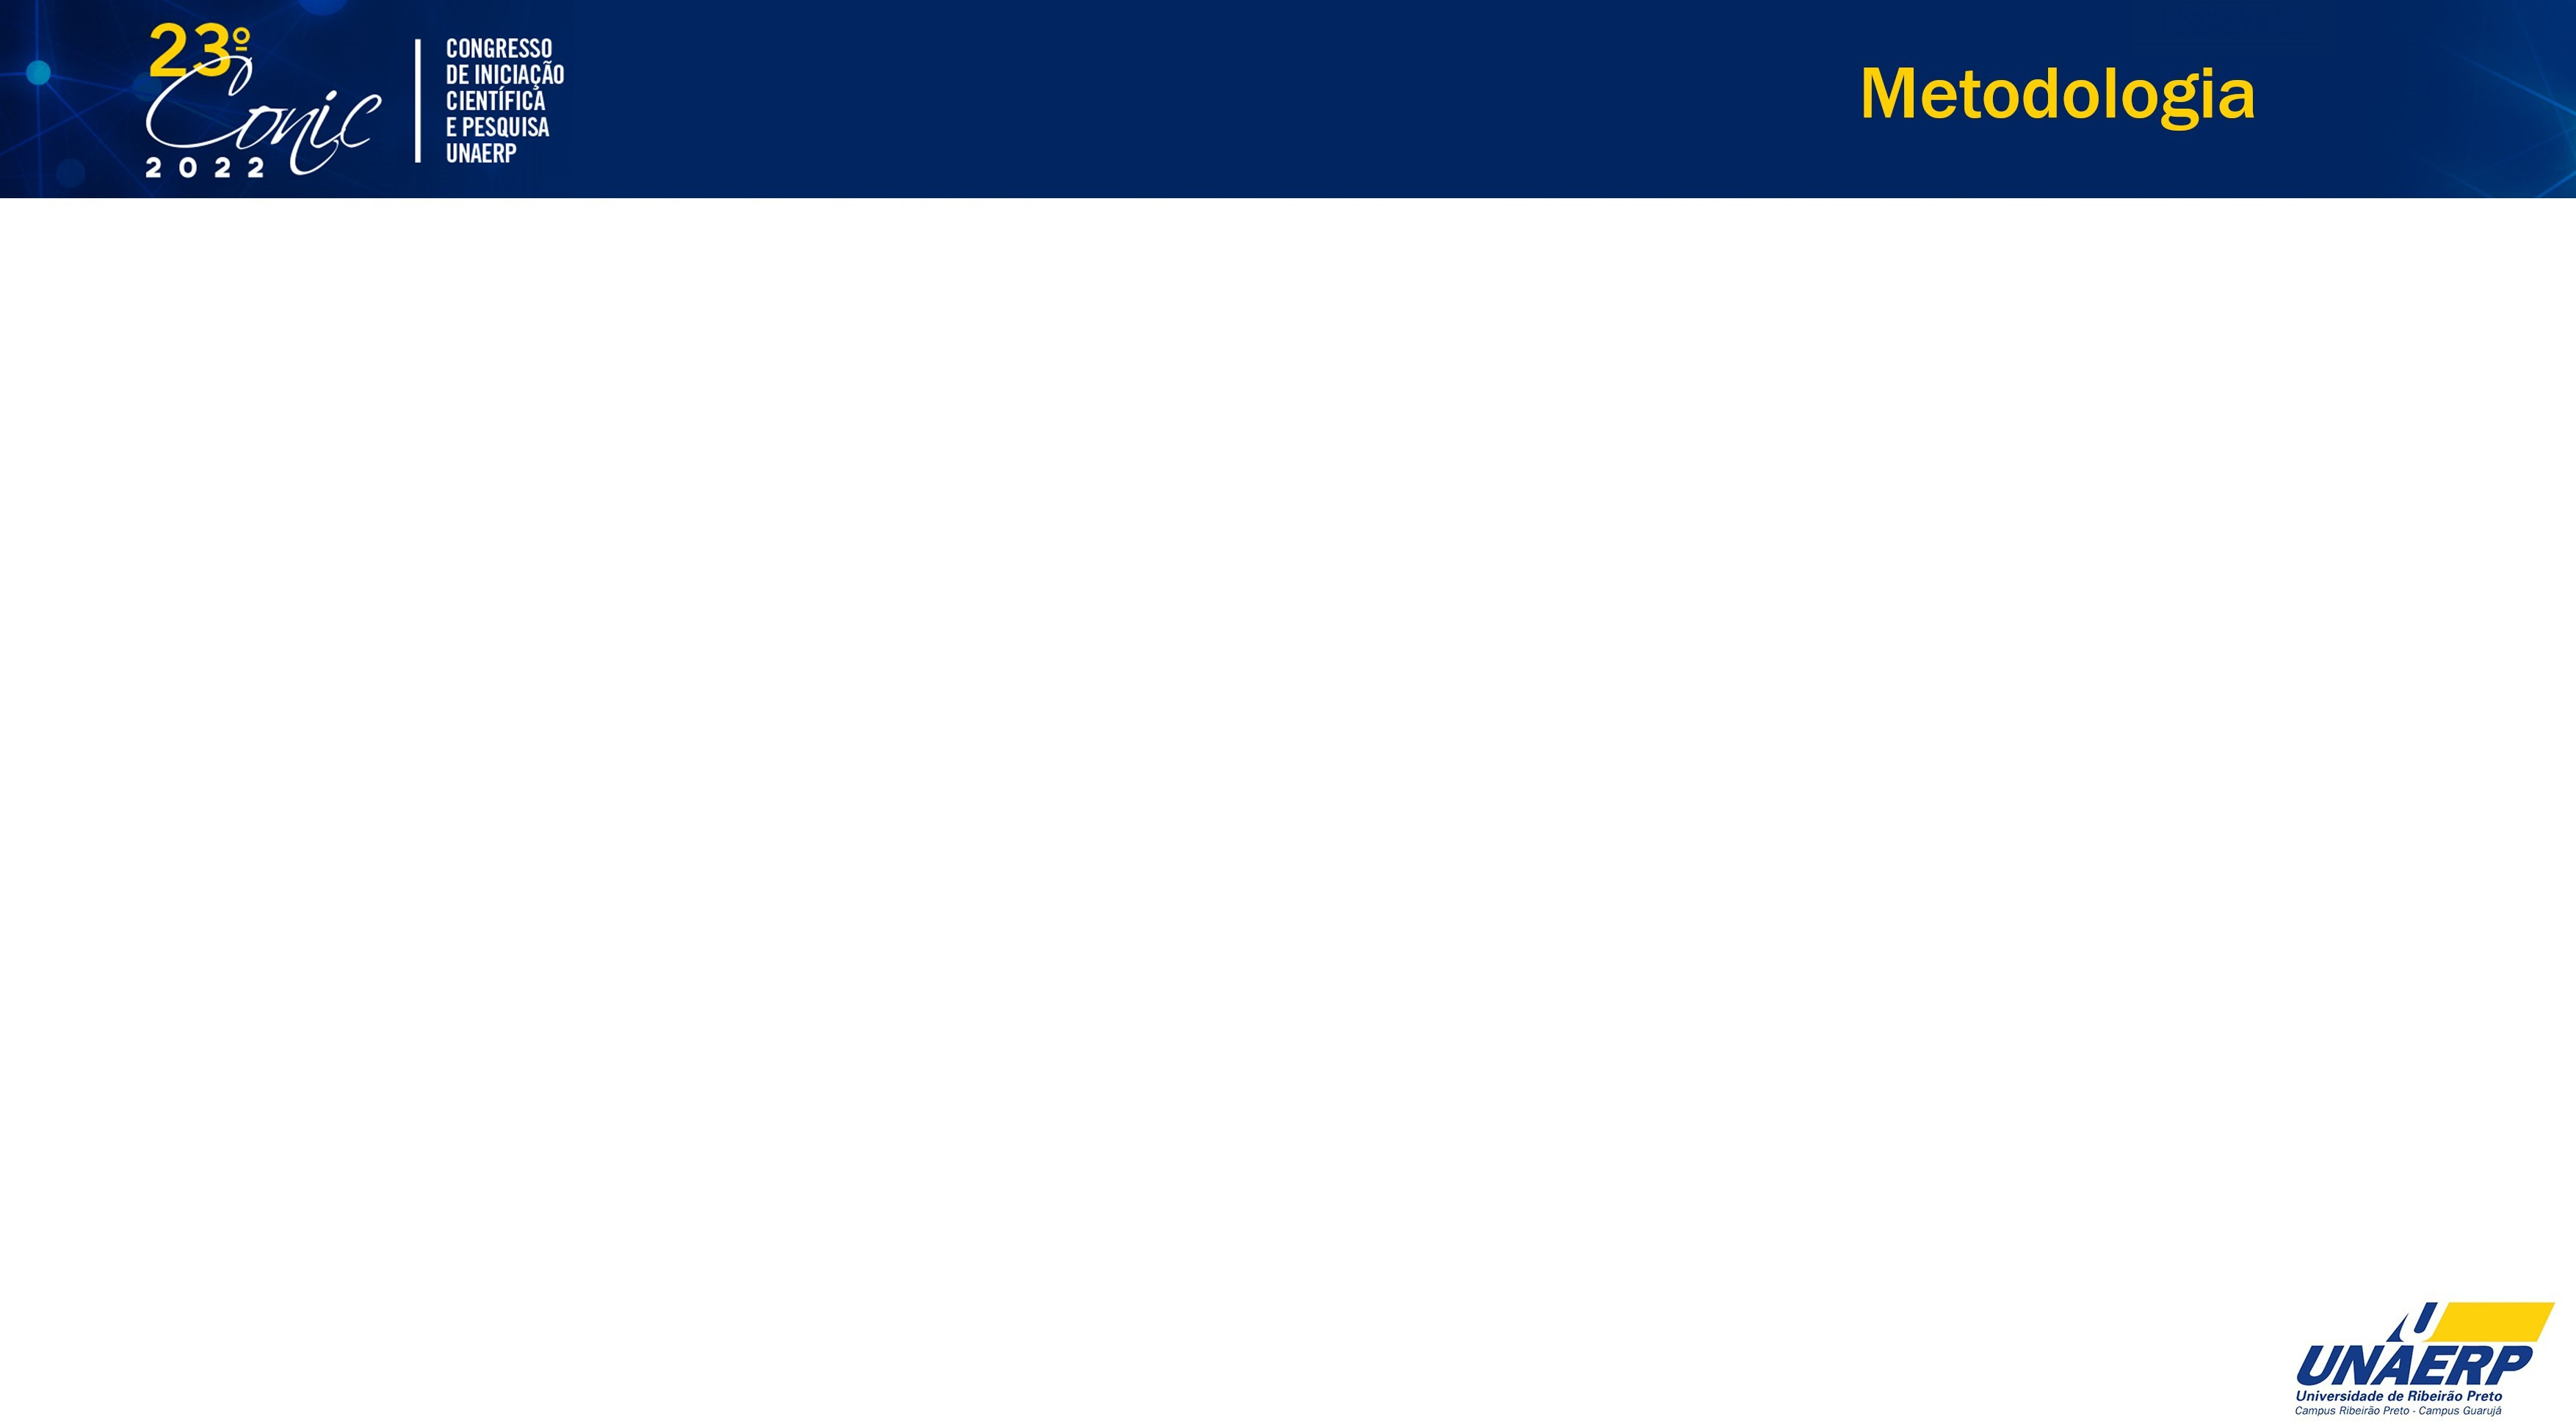 23º
Conic
2022
CONGRESSO
DE INICIAÇÃO
CIENTÍFICA
E PESQUISA
UNAERP
Metodologia
U
UNAERP
Universidade de Ribeirão Preto
Campus Ribeirão Preto - Campus Guarujá